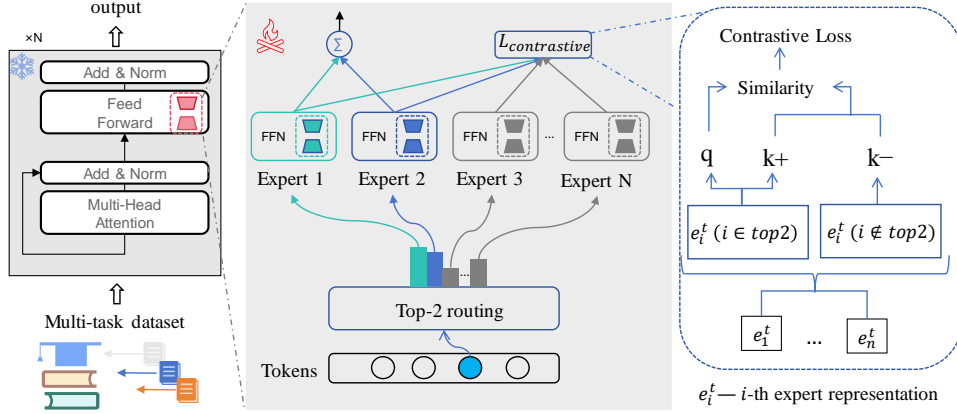 output
×N
Add & Norm
Feed
Forward
Add & Norm
Multi-Head
Attention
Multi-task dataset
Σ
L_contrastive
FFN
FFN
FFN
...
FFN
Expert 1
Expert 2
Expert 3
Expert N
...
Top-2 routing
Tokens
Contrastive Loss
Similarity
q
k+
k−
e_i^t (i ∈ top2)
e_i^t (i ∉ top2)
e_1^t
...
e_n^t
e_i^t — i-th expert representation